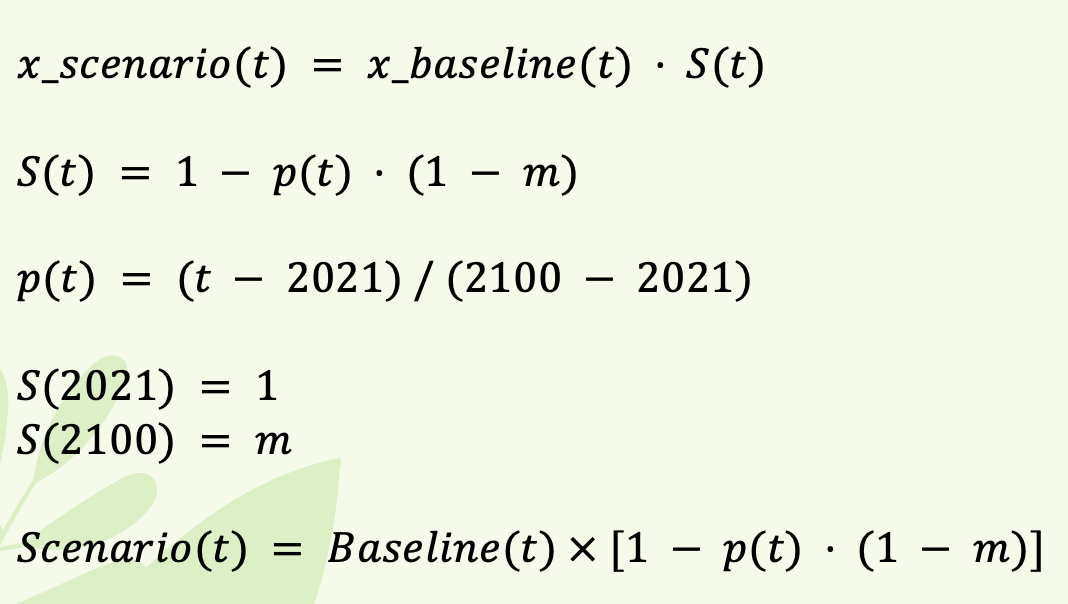 x_scenario(t) = x_baseline(t) · S(t)
S(t) = 1 − p(t) · (1 − m)
p(t) = (t − 2021) / (2100 − 2021)
S(2021) = 1
S(2100) = m
Scenario(t) = Baseline(t) × [1 − p(t) · (1 − m)]